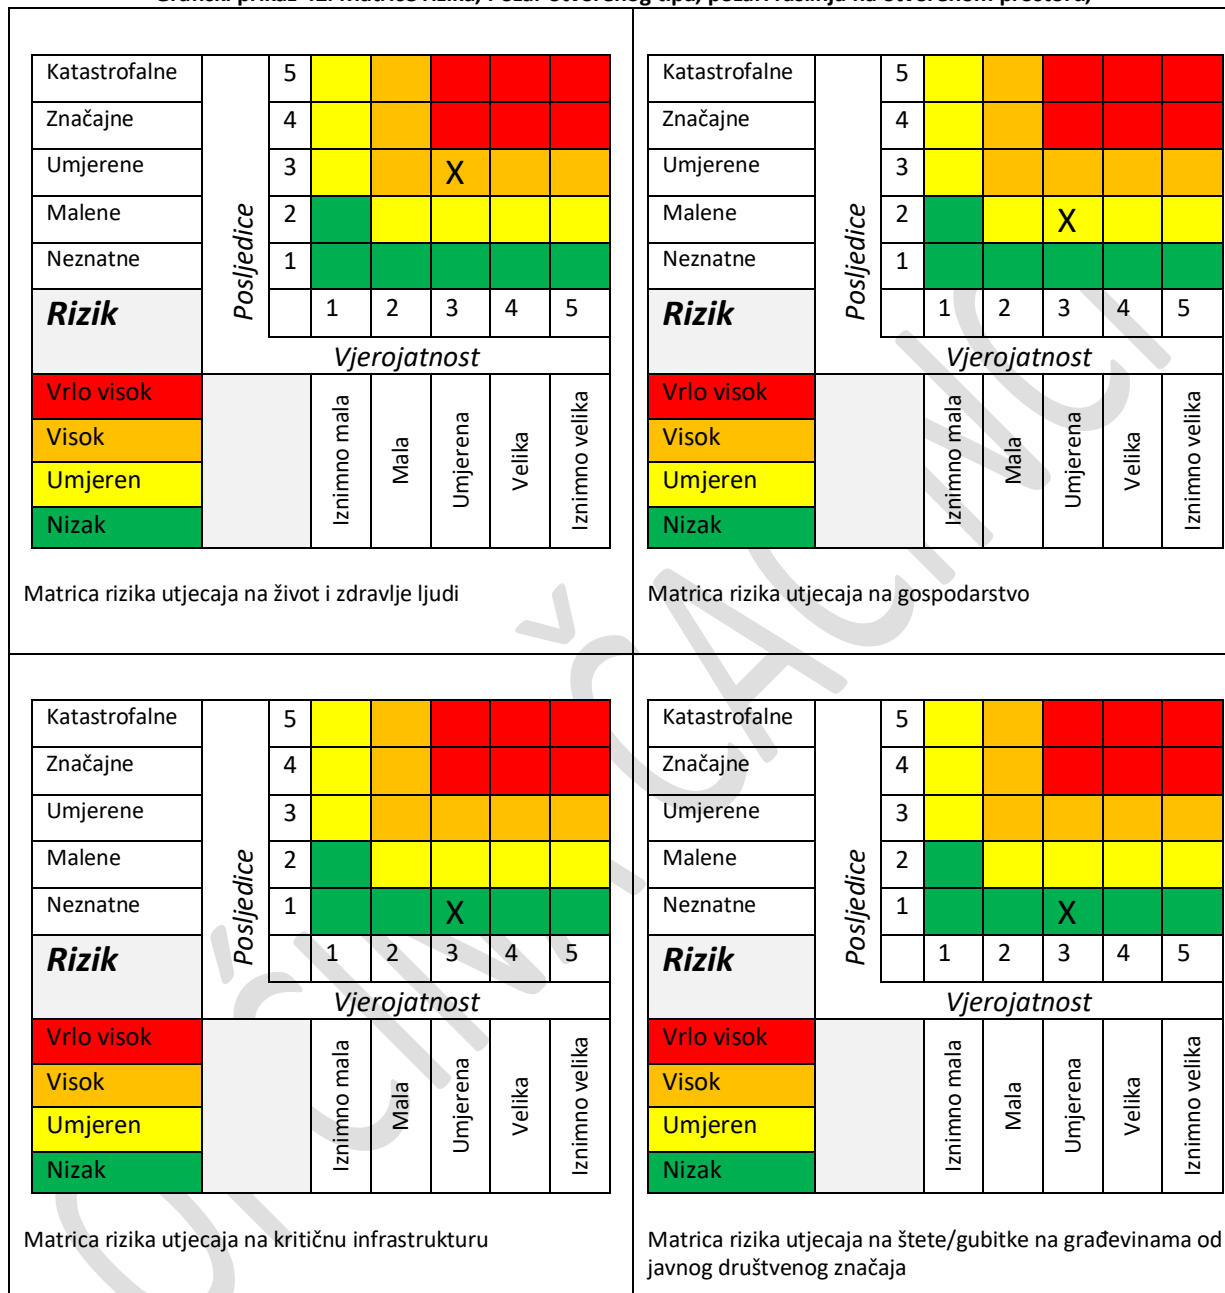 Katastrofalne 5
Značajne 4
Umjerene 3 X
Malene 2
Neznatne 1
Posljedice
Rizik 1 2 3 4 5
Vjerojatnost
Vrlo visok
Visok
Umjeren
Nizak
Iznimno mala
Mala
Umjerena
Velika
Iznimno velika
Matrica rizika utjecaja na život i zdravlje ljudi
Katastrofalne 5
Značajne 4
Umjerene 3
Malene 2 X
Neznatne 1
Posljedice
Rizik 1 2 3 4 5
Vjerojatnost
Vrlo visok
Visok
Umjeren
Nizak
Iznimno mala
Mala
Umjerena
Velika
Iznimno velika
Matrica rizika utjecaja na gospodarstvo
Katastrofalne 5
Značajne 4
Umjerene 3
Malene 2
Neznatne 1 X
Posljedice
Rizik 1 2 3 4 5
Vjerojatnost
Vrlo visok
Visok
Umjeren
Nizak
Iznimno mala
Mala
Umjerena
Velika
Iznimno velika
Matrica rizika utjecaja na kritičnu infrastrukturu
Katastrofalne 5
Značajne 4
Umjerene 3
Malene 2
Neznatne 1 X
Posljedice
Rizik 1 2 3 4 5
Vjerojatnost
Vrlo visok
Visok
Umjeren
Nizak
Iznimno mala
Mala
Umjerena
Velika
Iznimno velika
Matrica rizika utjecaja na štete/gubitke na građevinama od
javnog društvenog značaja